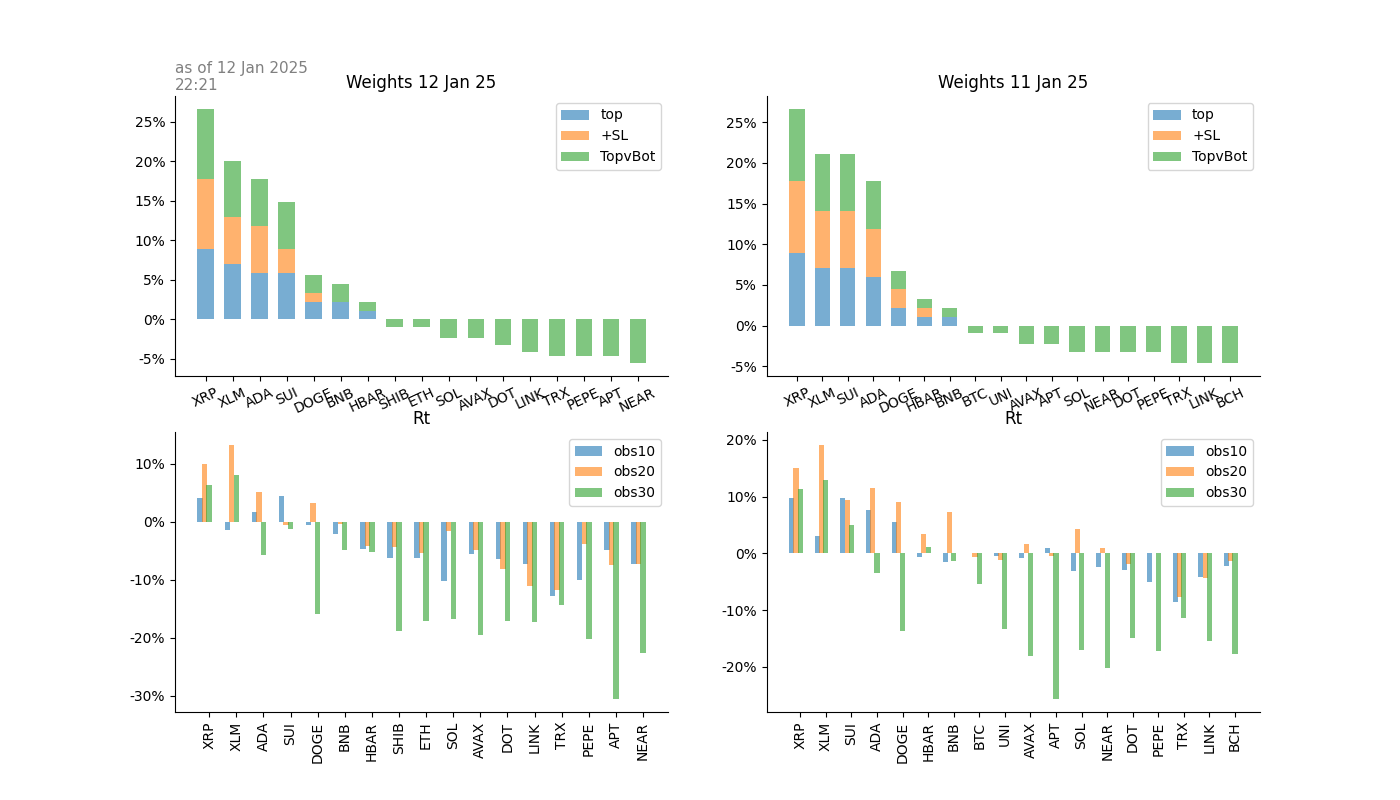 as of 12 Jan 2025
22:21
Weights 12 Jan 25
25%
20%
15%
10%
5%
0%
-5%
top
+SL
TopvBot
XRP XLM ADA SUI DOGE BNB HBAR SHIB ETH SOL AVAX DOT LINK TRX PEPE APT NEAR
Weights 11 Jan 25
25%
20%
15%
10%
5%
0%
-5%
top
+SL
TopvBot
XRP XLM SUI ADA DOGE HBAR BNB BTC UNI AVAX APT SOL NEAR DOT PEPE TRX LINK BCH
Rt
10%
0%
-10%
-20%
-30%
obs10
obs20
obs30
XRP XLM ADA SUI DOGE BNB HBAR SHIB ETH SOL AVAX DOT LINK TRX PEPE APT NEAR
Rt
20%
10%
0%
-10%
-20%
obs10
obs20
obs30
XRP XLM SUI ADA DOGE HBAR BNB BTC UNI AVAX APT SOL NEAR DOT PEPE TRX LINK BCH